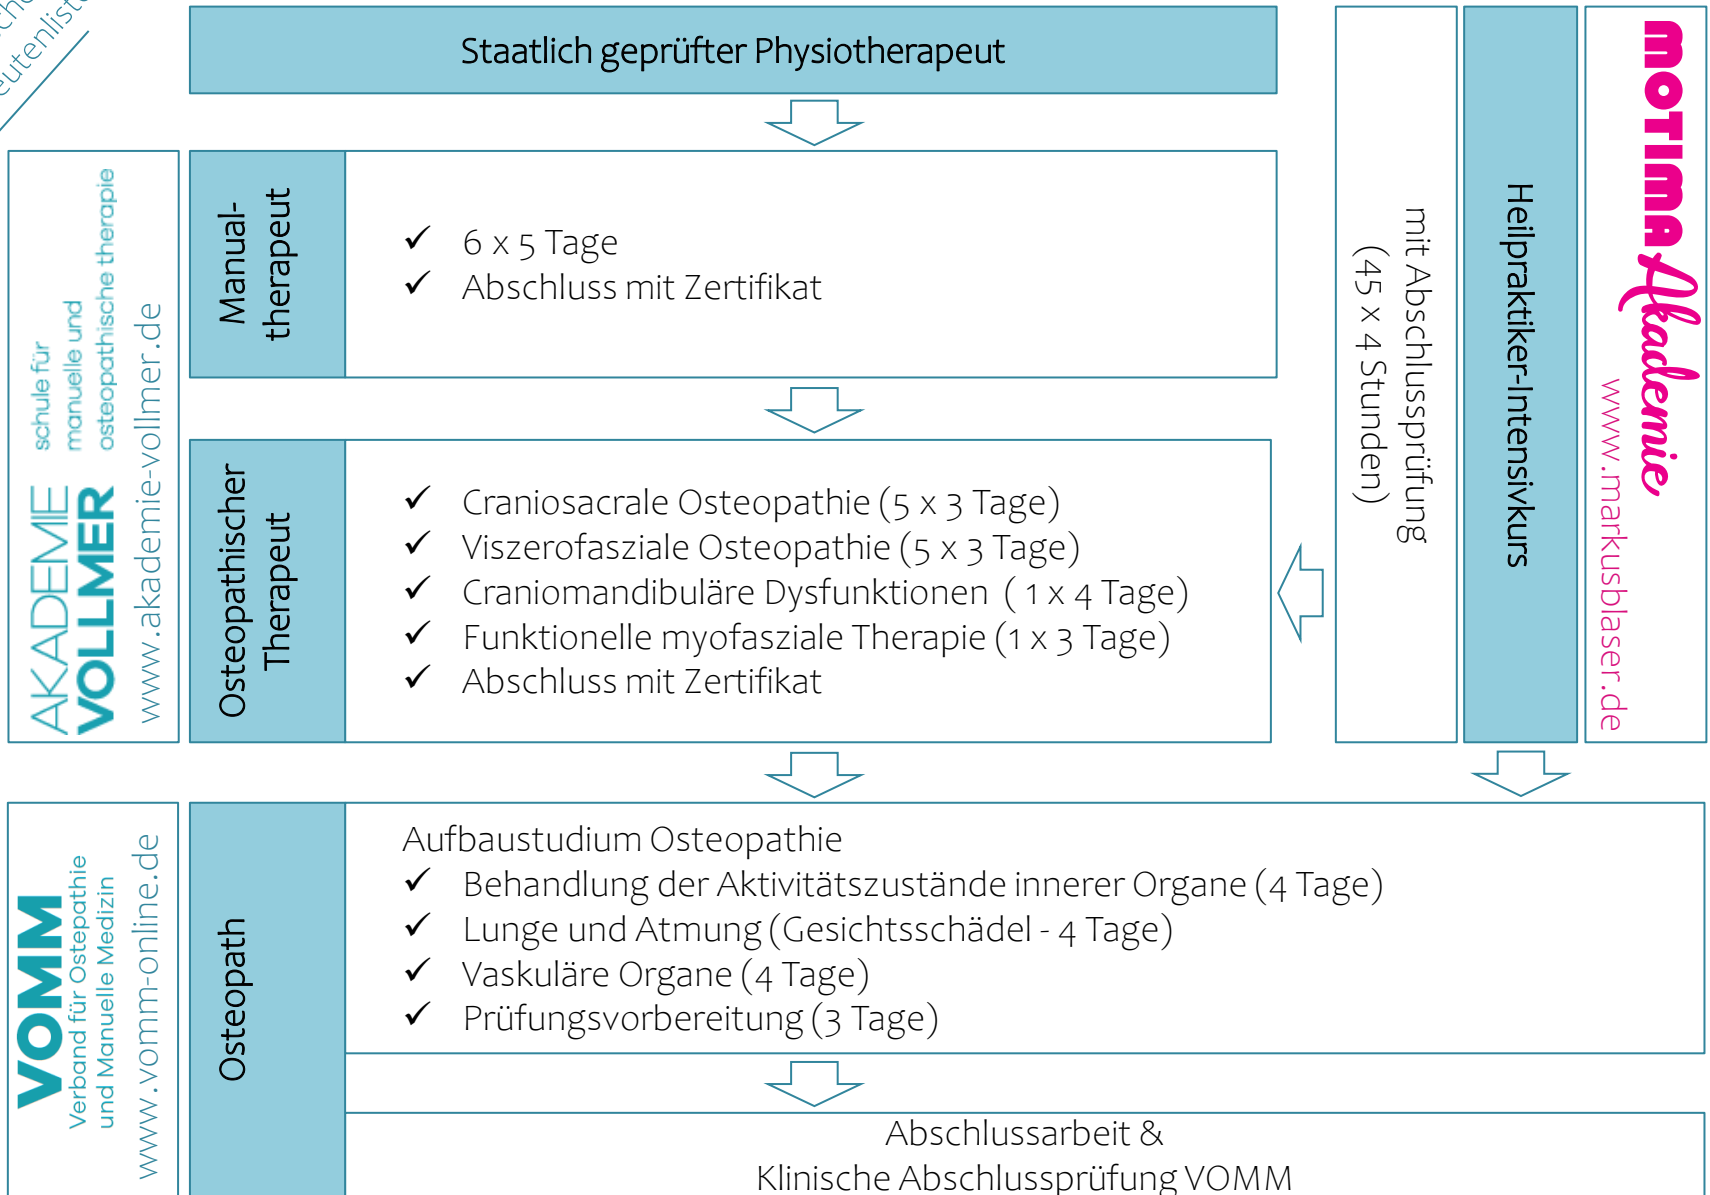 eutenliste
Staatlich geprüfter Physiotherapeut
schule für
manuelle und
osteopathische therapie
AKADEMIE
VOLLMER
www.akademie-vollmer.de
Manual-
therapeut
✓ 6 x 5 Tage
✓ Abschluss mit Zertifikat
Osteopathischer
Therapeut
✓ Craniosacrale Osteopathie (5 x 3 Tage)
✓ Viszerofasziale Osteopathie (5 x 3 Tage)
✓ Craniomandibuläre Dysfunktionen ( 1 x 4 Tage)
✓ Funktionelle myofasziale Therapie (1 x 3 Tage)
✓ Abschluss mit Zertifikat
mit Abschlussprüfung
(45 x 4 Stunden)
Heilpraktiker-Intensivkurs
MOTIMA Akademie
www.markusblaser.de
VOMM
Verband für Ostepathie
und Manuelle Medizin
www.vomm-online.de
Osteopath
Aufbaustudium Osteopathie
✓ Behandlung der Aktivitätszustände innerer Organe (4 Tage)
✓ Lunge und Atmung (Gesichtsschädel - 4 Tage)
✓ Vaskuläre Organe (4 Tage)
✓ Prüfungsvorbereitung (3 Tage)
Abschlussarbeit &
Klinische Abschlussprüfung VOMM